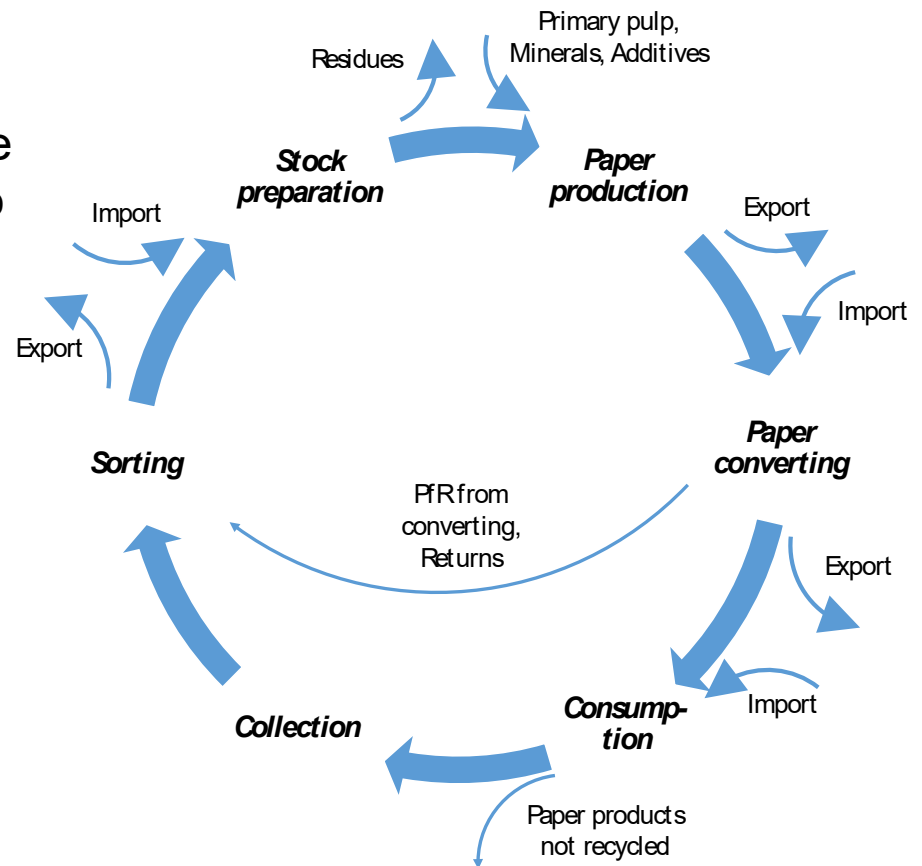 Primary pulp,
Minerals, Additives
Residues
e
Stock
preparation
Paper
production
Import
Export
Export
Import
Sorting
Paper
converting
PfR from
converting,
Returns
Export
Import
Collection
Consump-
tion
Paper products
not recycled